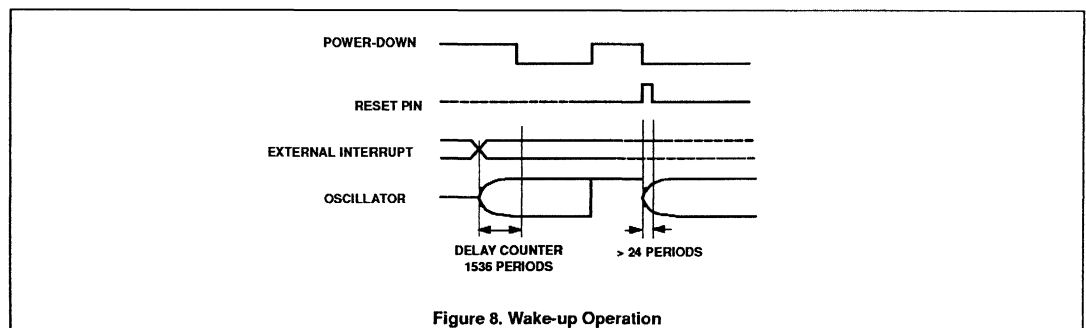 POWER-DOWN
RESET PIN
EXTERNAL INTERRUPT
OSCILLATOR
DELAY COUNTER
1536 PERIODS
> 24 PERIODS
Figure 8. Wake-up Operation